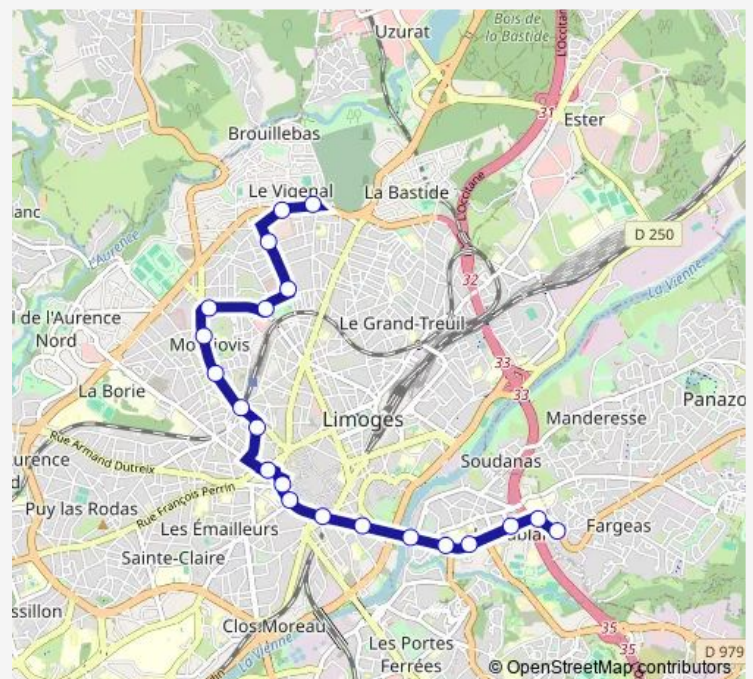 Uzurat
Bois de
la Bastide
L'Occitane
31
Ester
Brouillebas
Le Vigenal
La Bastide
L'Occitane
anc
L'Aurence
D 250
32
La Vienne
l de l'Aurence
Nord
Le Grand-Treuil
33
33
La Borie
Panazo
Limoges
Manderesse
Rue Armand Dutreix
urence
Soudanas
Rue François Perrin
Puy las Rodas
Les Émailleurs
Fargeas
Sainte-Claire
ssillon
Clos Moreau
La Vienne
35
35
Les Portes
Ferrées
D 979
© OpenStreetMap contributors